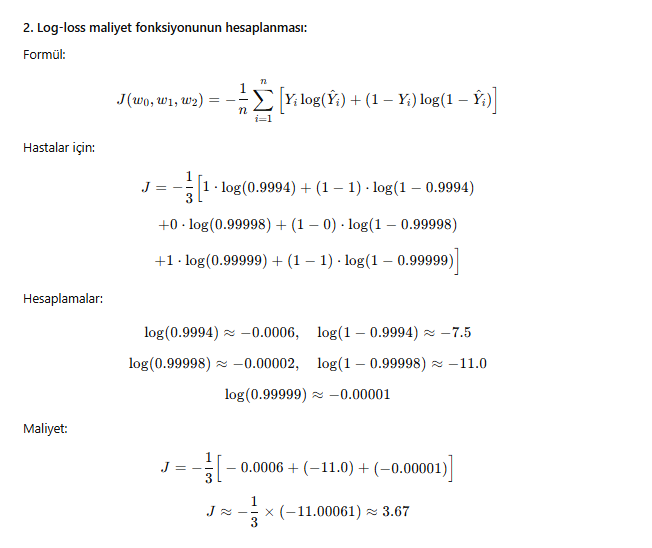 2. Log-loss maliyet fonksiyonunun hesaplanması:
Formül:
J(w₀, w₁, w₂) = −1/n ∑ᵢ₌₁ⁿ [Yᵢ log(Ŷᵢ) + (1 − Yᵢ) log(1 − Ŷᵢ)]
Hastalar için:
J = −1/3 [1 · log(0.9994) + (1 − 1) · log(1 − 0.9994)
+0 · log(0.99998) + (1 − 0) · log(1 − 0.99998)
+1 · log(0.99999) + (1 − 1) · log(1 − 0.99999)]
Hesaplamalar:
log(0.9994) ≈ −0.0006, log(1 − 0.9994) ≈ −7.5
log(0.99998) ≈ −0.00002, log(1 − 0.99998) ≈ −11.0
log(0.99999) ≈ −0.00001
Maliyet:
J = −1/3 [ − 0.0006 + (−11.0) + (−0.00001)]
J ≈ −1/3 × (−11.00061) ≈ 3.67